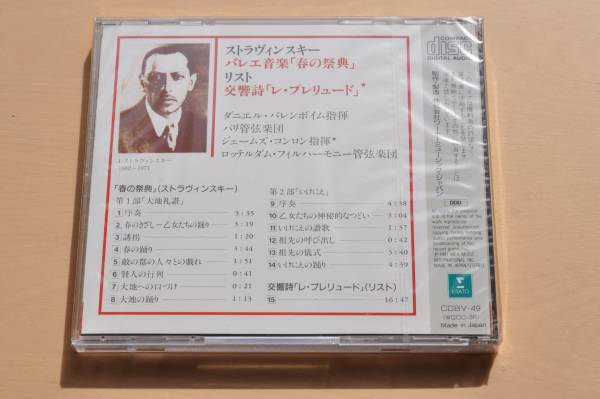 ストラヴィンスキー
バレエ音楽「春の祭典」
リスト
交響詩「レ・プレリュード」*
ダニエル・バレンボイム指揮
パリ管弦楽団
ジェームズ・コンロン指揮*
ロッテルダム・フィルハーモニー管弦楽団
I.ストラヴィンスキー
1882-1971
「春の祭典」(ストラヴィンスキー)
第1部「大地礼讃」
1 序奏 3:35
2 春のきざし-乙女たちの踊り 3:19
3 誘拐 1:20
4 春の踊り 3:44
5 敵の都の人々との戯れ 1:51
6 賢人の行列 0:41
7 大地への口づけ 0:21
8 大地の踊り 1:13
第2部「いけにえ」
9 序奏 4:38
10 乙女たちの神秘的なつどい 3:04
11 いけにえの讃歌 1:37
12 祖先の呼び出し 0:42
13 祖先の儀式 3:40
14 いけにえの踊り 4:39
交響詩「レ・プレリュード」(リスト)
15 16:47
COMPACT
disc
DIGITAL AUDIO
DDD
ERATO
CDBV-49
Made in Japan